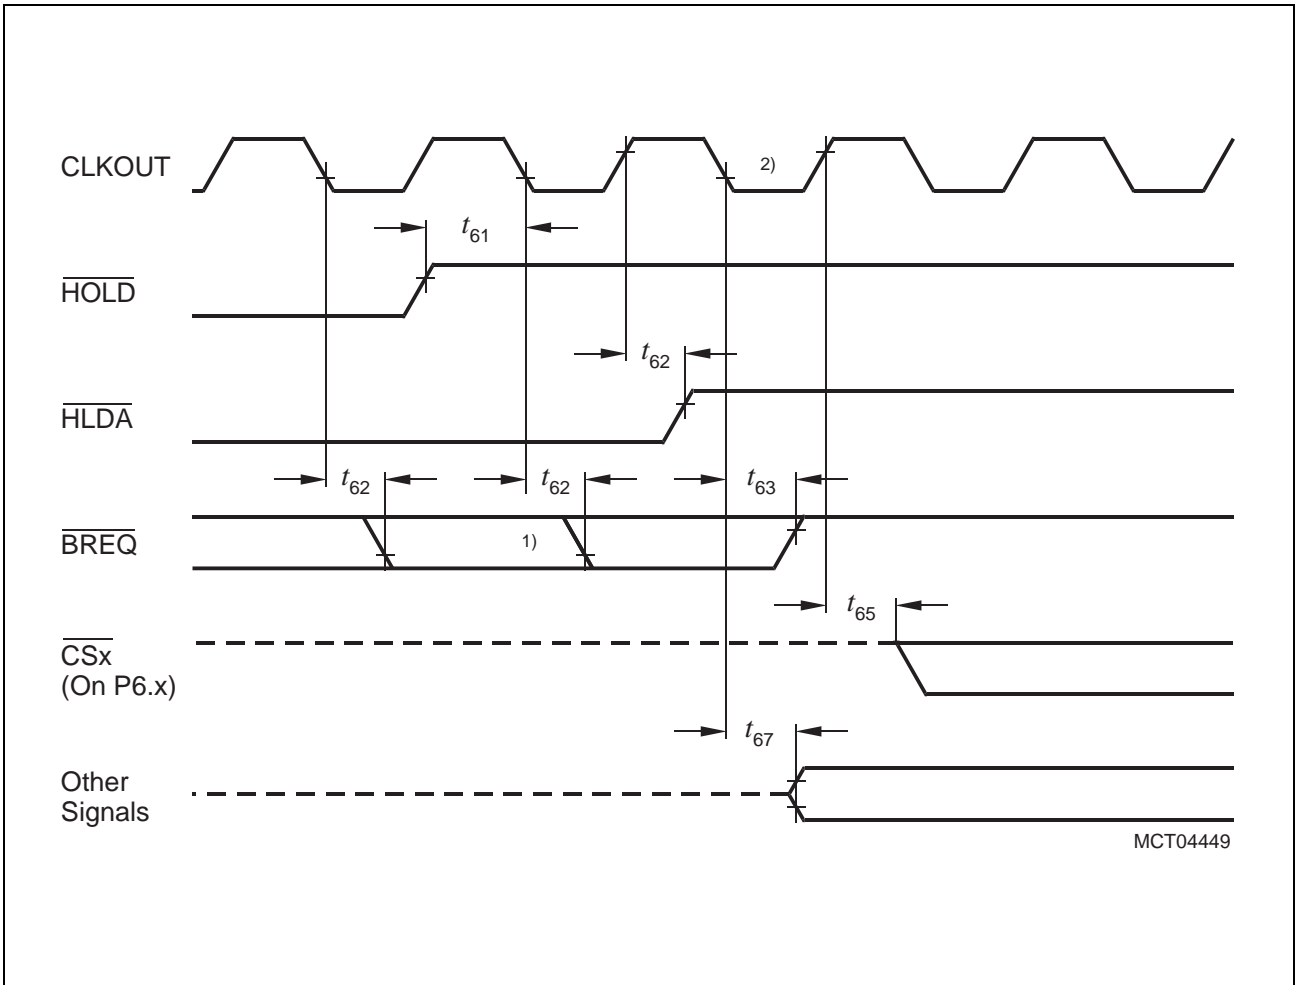 CLKOUT
2)
t61
HOLD
t62
HLDA
t62
t62
t63
BREQ
1)
t65
CSx
(On P6.x)
t67
Other
Signals
MCT04449